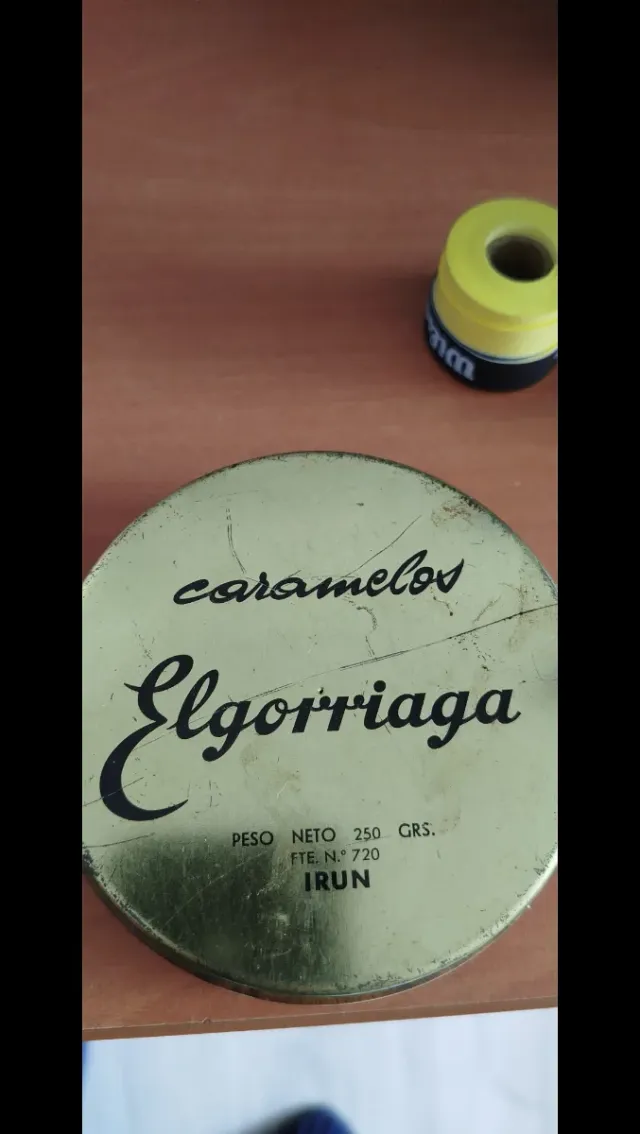 caramelos
Elgorriaga
PESO NETO 250 GRS.
FTE. N.º 720
IRUN